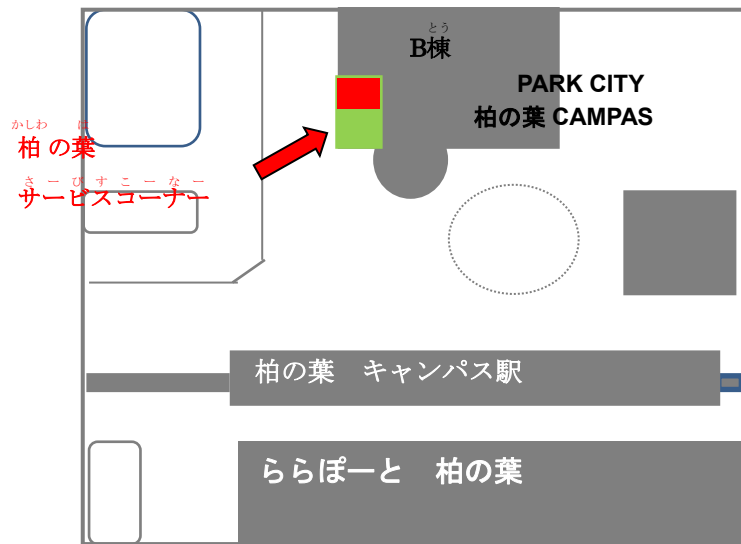 とう
B棟
PARK CITY
柏の葉 CAMPAS
かしわ は
柏の葉
さーびすこーなー
サービスコーナー
柏の葉　キャンパス駅
ららぽーと　柏の葉